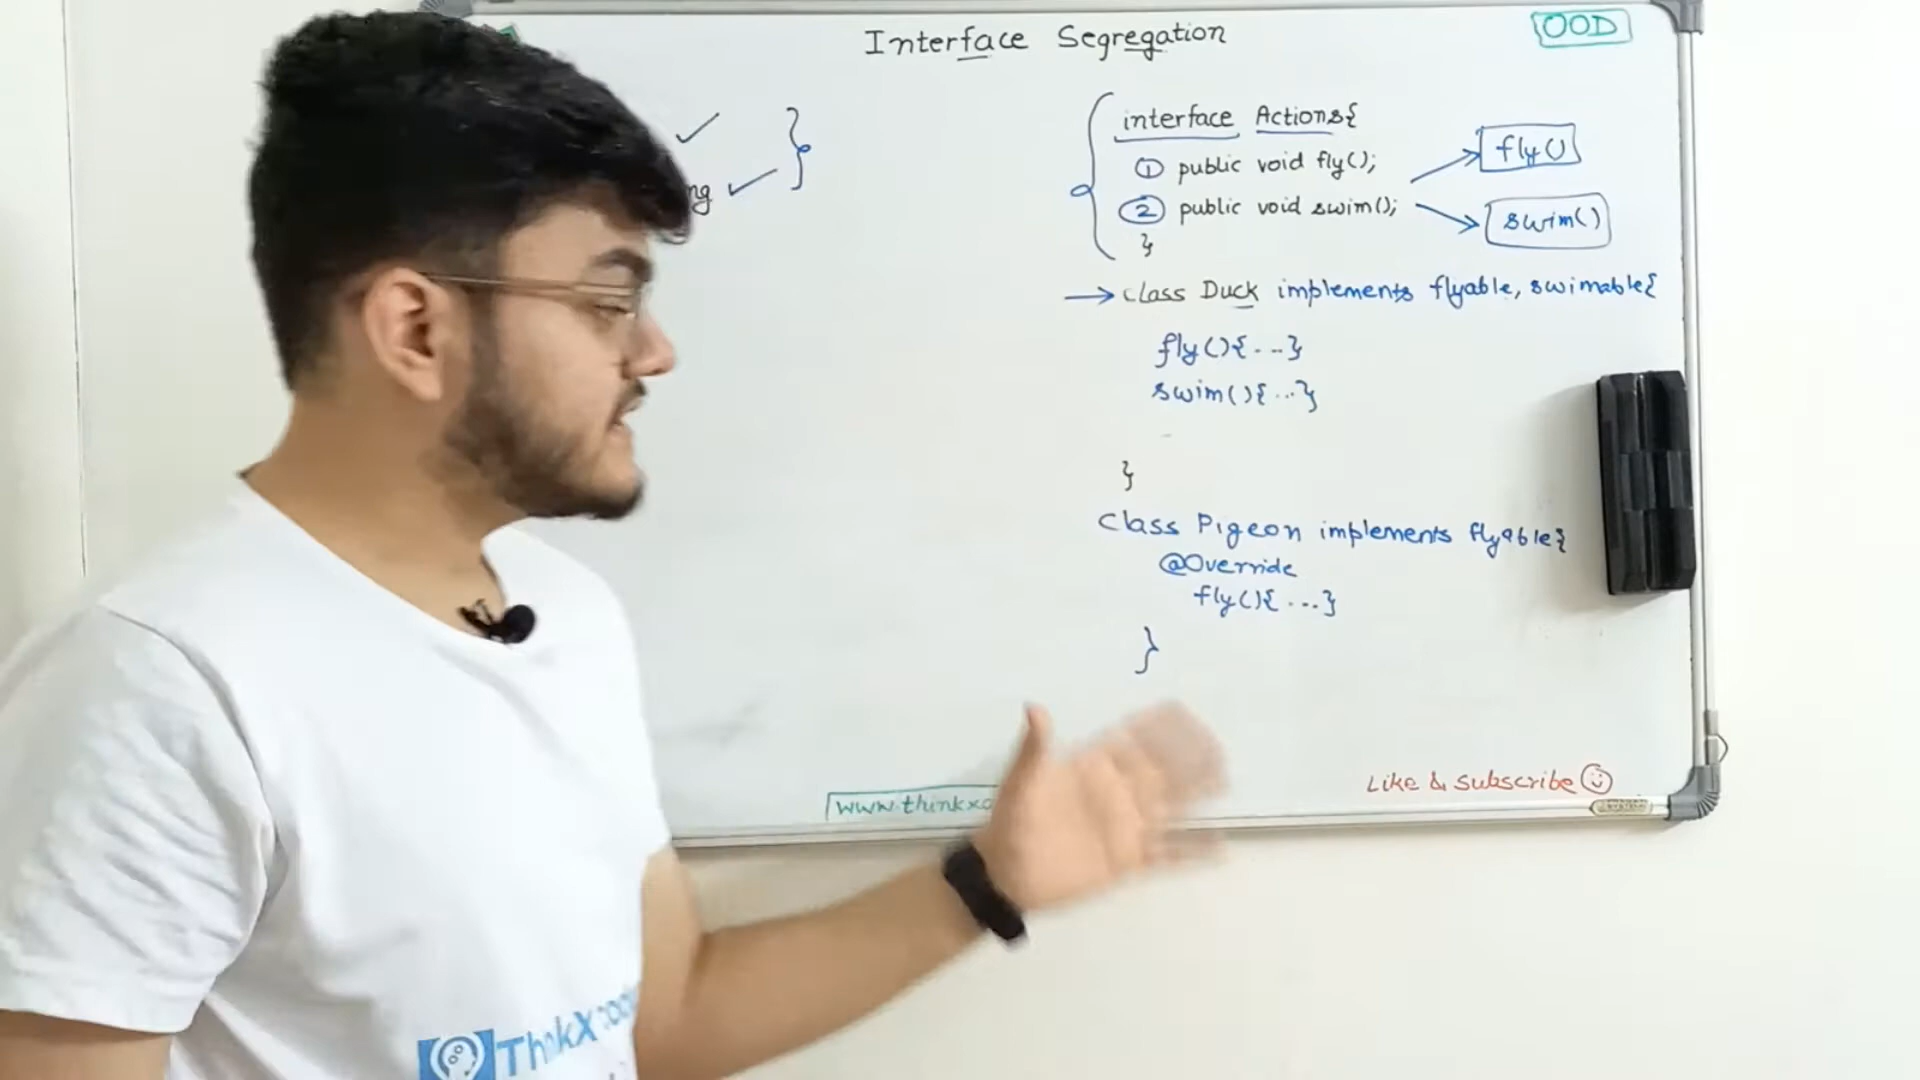 Interface Segregation
OOD
interface Actions{
① public void fly();
fly()
② public void swim();
swim()
}
class Duck implements flyable, swimable{
fly(){...}
swim(){...}
}
Class Pigeon implements flyable{
@Override
fly(){...}
}
Like & Subscribe